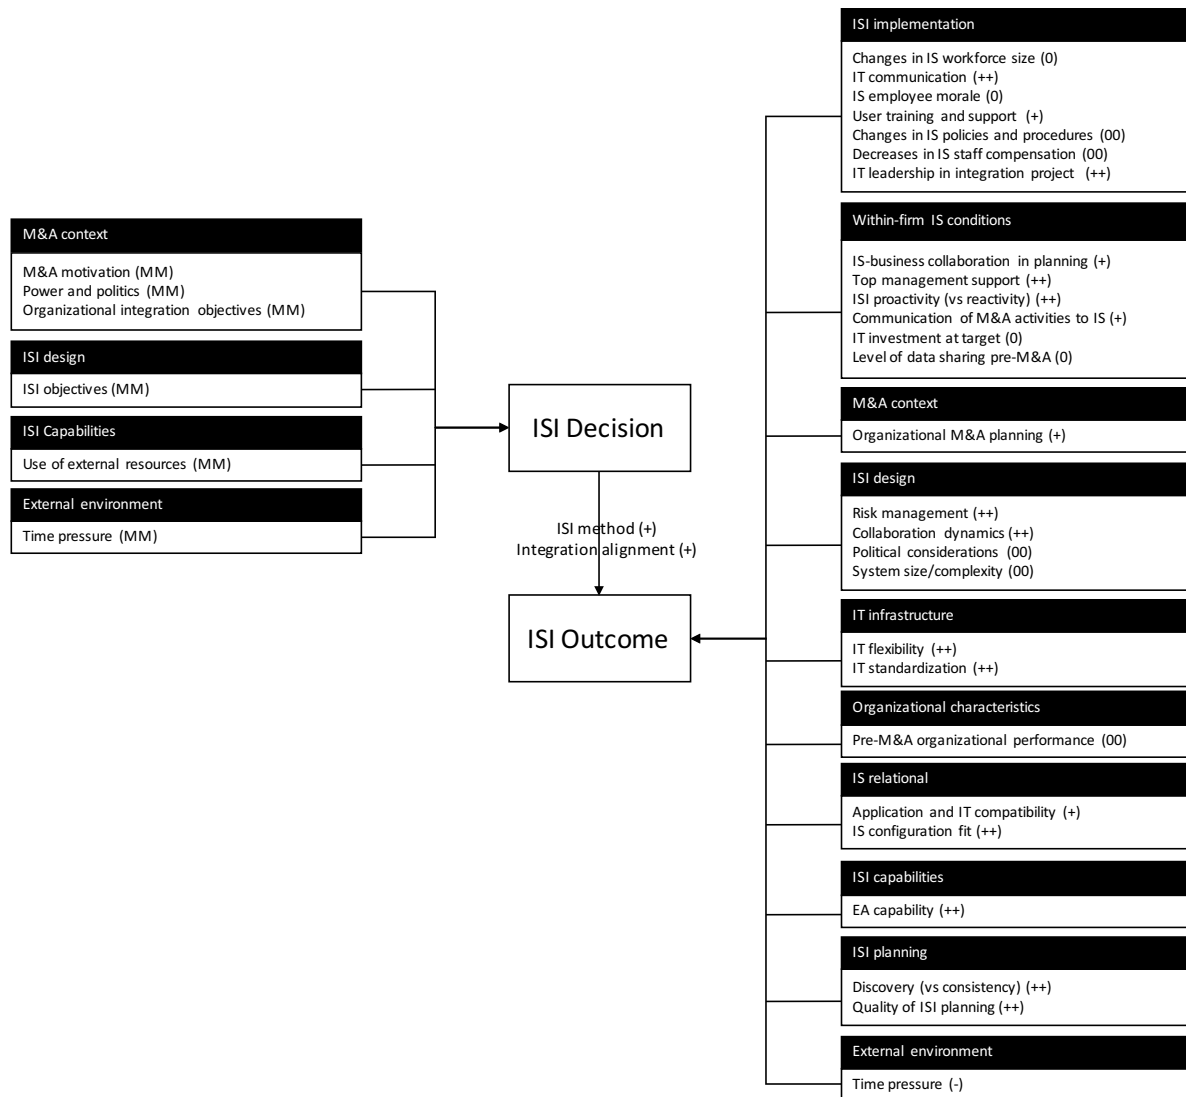 M&A context
M&A motivation (MM)
Power and politics (MM)
Organizational integration objectives (MM)
ISI design
ISI objectives (MM)
ISI Capabilities
Use of external resources (MM)
External environment
Time pressure (MM)
ISI Decision
ISI method (+)
Integration alignment (+)
ISI Outcome
ISI implementation
Changes in IS workforce size (0)
IT communication (++)
IS employee morale (0)
User training and support (+)
Changes in IS policies and procedures (00)
Decreases in IS staff compensation (00)
IT leadership in integration project (++)
Within-firm IS conditions
IS-business collaboration in planning (+)
Top management support (++)
ISI proactivity (vs reactivity) (++)
Communication of M&A activities to IS (+)
IT investment at target (0)
Level of data sharing pre-M&A (0)
M&A context
Organizational M&A planning (+)
ISI design
Risk management (++)
Collaboration dynamics (++)
Political considerations (00)
System size/complexity (00)
IT infrastructure
IT flexibility (++)
IT standardization (++)
Organizational characteristics
Pre-M&A organizational performance (00)
IS relational
Application and IT compatibility (+)
IS configuration fit (++)
ISI capabilities
EA capability (++)
ISI planning
Discovery (vs consistency) (++)
Quality of ISI planning (++)
External environment
Time pressure (-)